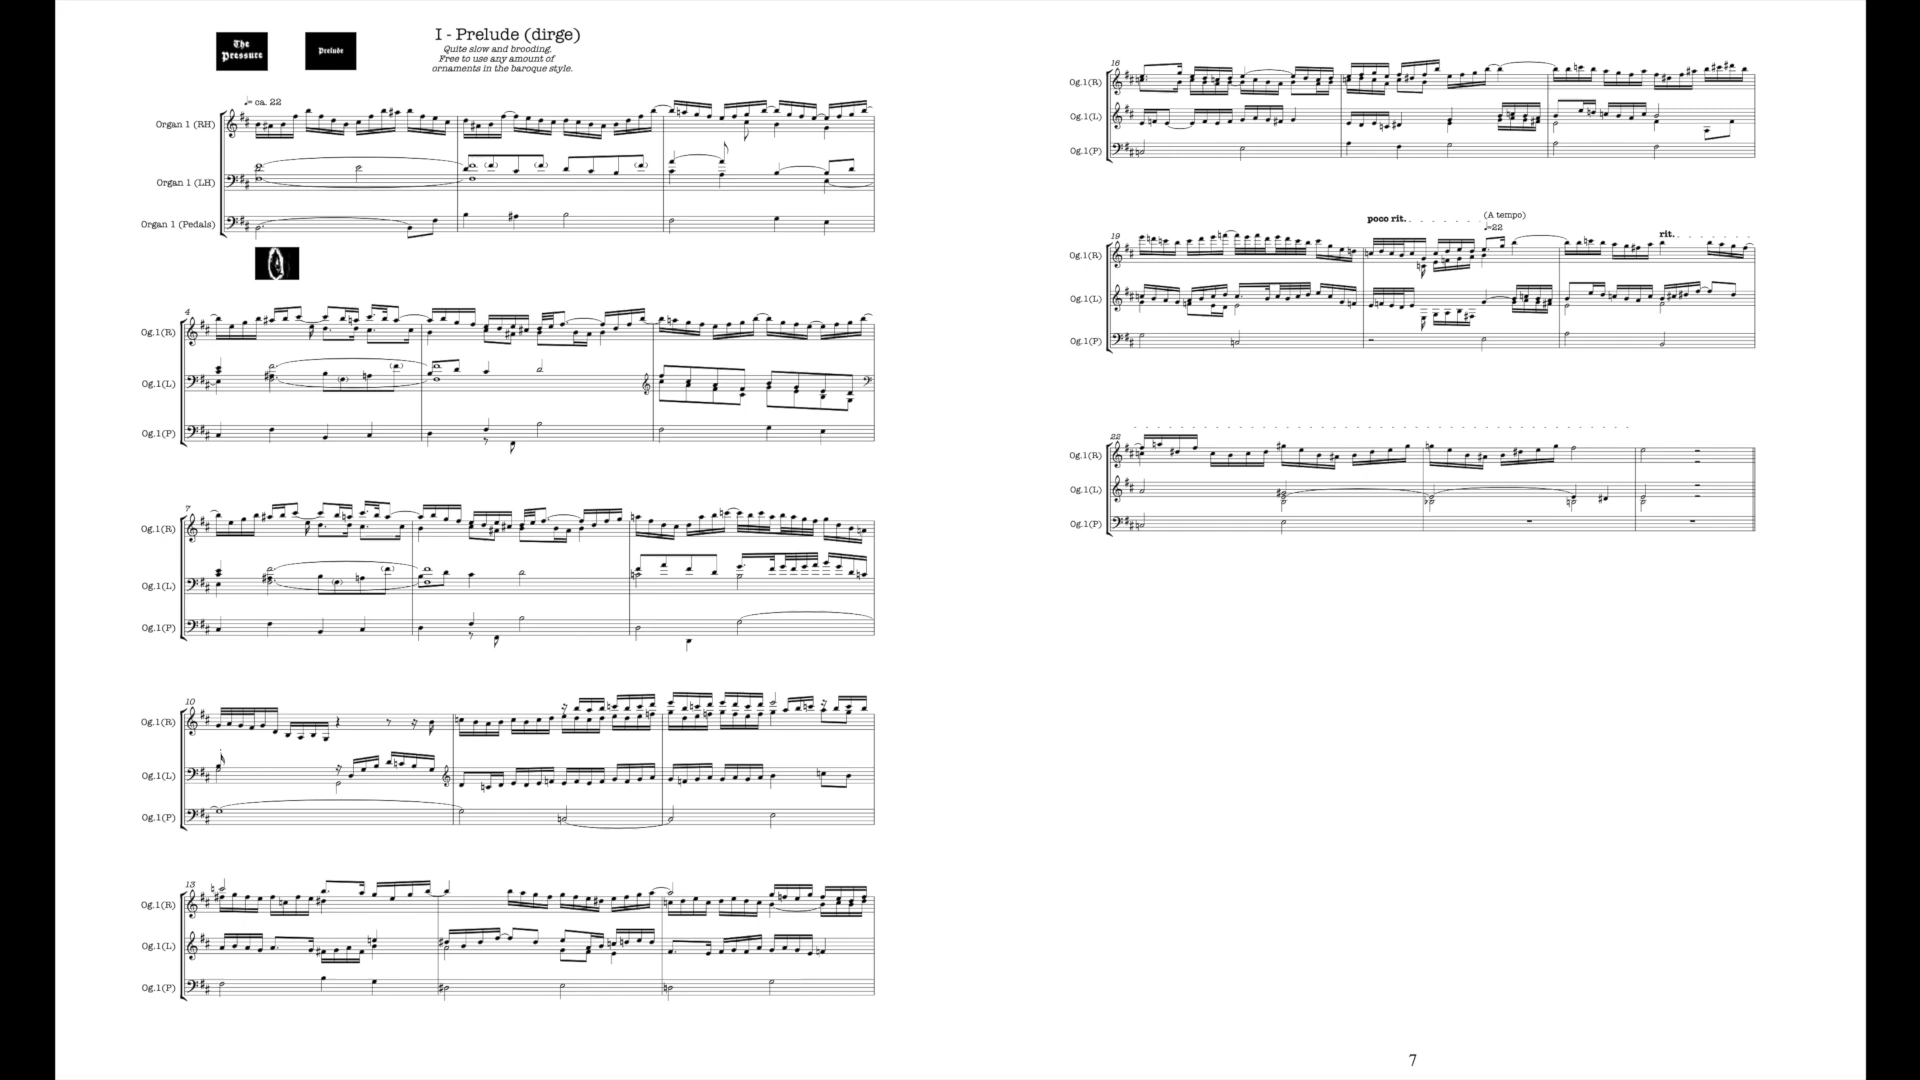 The
Pressure
Prelude
I - Prelude (dirge)
Quite slow and brooding.
Free to use any amount of
ornaments in the baroque style.
♩= ca. 22
Organ 1 (RH)
Organ 1 (LH)
Organ 1 (Pedals)
4
Og.1(R)
Og.1(L)
Og.1(P)
7
Og.1(R)
Og.1(L)
Og.1(P)
10
Og.1(R)
Og.1(L)
Og.1(P)
13
Og.1(R)
Og.1(L)
Og.1(P)
16
Og.1(R)
Og.1(L)
Og.1(P)
poco rit.
(A tempo)
♩=22
rit.
19
Og.1(R)
Og.1(L)
Og.1(P)
22
Og.1(R)
Og.1(L)
Og.1(P)
7